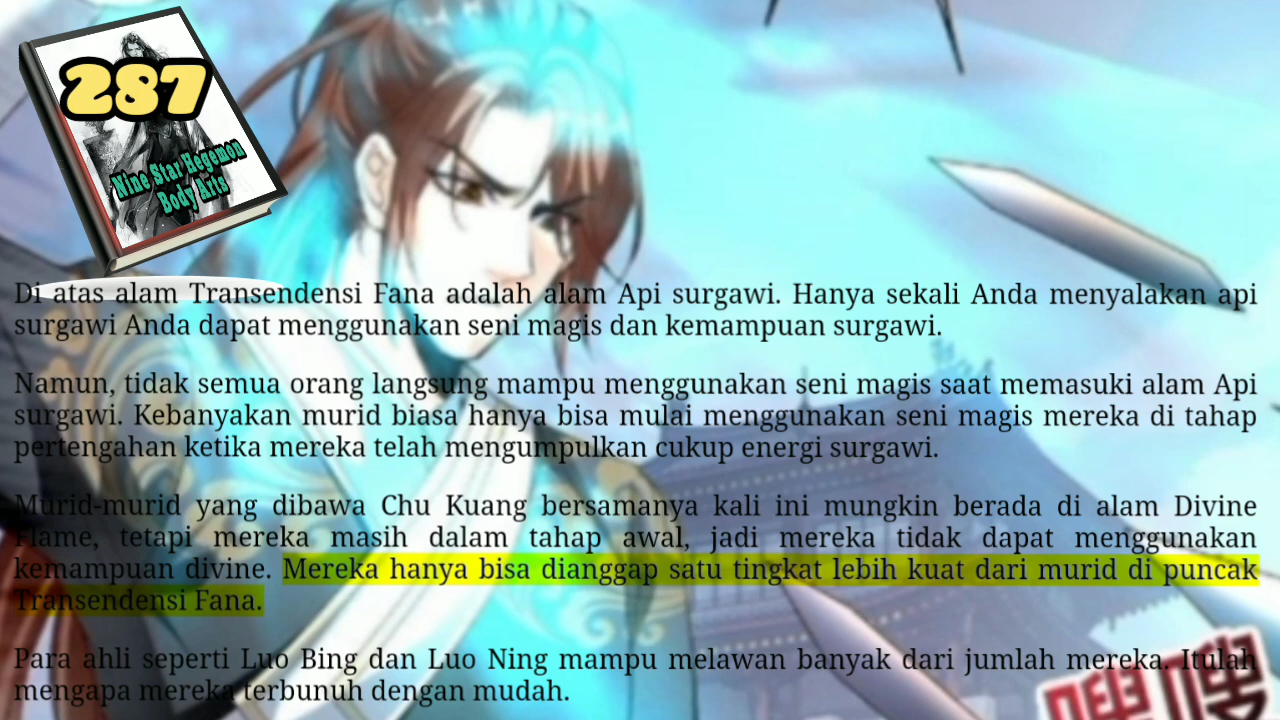 287
Nine Star Hegemon
Body Arts
Di atas alam Transendensi Fana adalah alam Api surgawi. Hanya sekali Anda menyalakan api
surgawi Anda dapat menggunakan seni magis dan kemampuan surgawi.
Namun, tidak semua orang langsung mampu menggunakan seni magis saat memasuki alam Api
surgawi. Kebanyakan murid biasa hanya bisa mulai menggunakan seni magis mereka di tahap
pertengahan ketika mereka telah mengumpulkan cukup energi surgawi.
Murid-murid yang dibawa Chu Kuang bersamanya kali ini mungkin berada di alam Divine
Flame, tetapi mereka masih dalam tahap awal, jadi mereka tidak dapat menggunakan
kemampuan divine. Mereka hanya bisa dianggap satu tingkat lebih kuat dari murid di puncak
Transendensi Fana.
Para ahli seperti Luo Bing dan Luo Ning mampu melawan banyak dari jumlah mereka. Itulah
mengapa mereka terbunuh dengan mudah.
嗖嗖